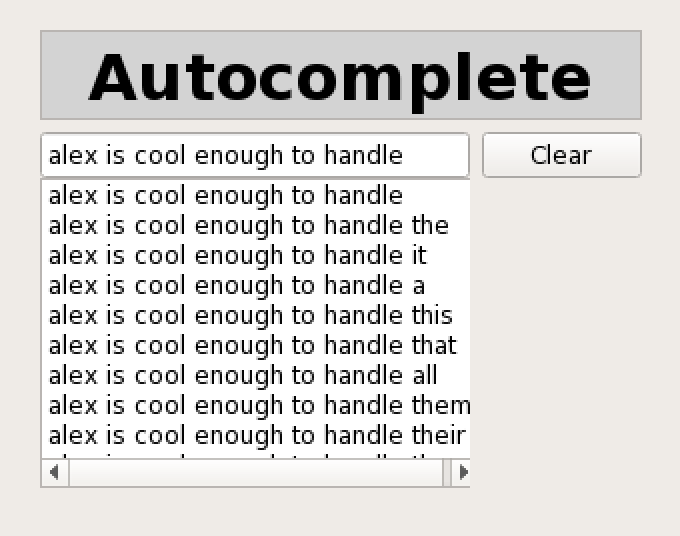 Autocomplete
alex is cool enough to handle
Clear
alex is cool enough to handle
alex is cool enough to handle the
alex is cool enough to handle it
alex is cool enough to handle a
alex is cool enough to handle this
alex is cool enough to handle that
alex is cool enough to handle all
alex is cool enough to handle them
alex is cool enough to handle their